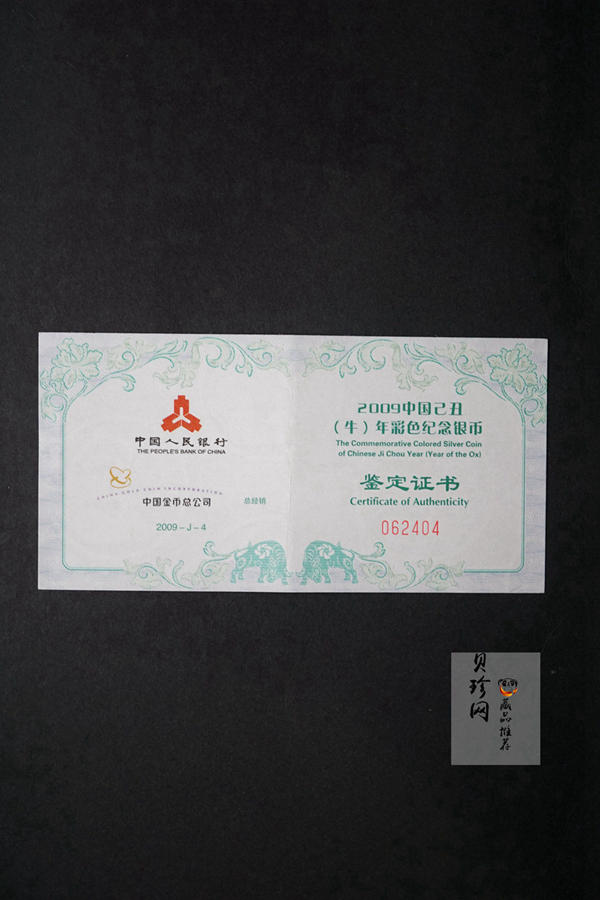 中国人民银行
THE PEOPLE'S BANK OF CHINA
CHINA GOLD COIN INCORPORATION
中国金币总公司 总经销
2009-J-4
2009中国己丑
(牛)年彩色纪念银币
The Commemorative Colored Silver Coin
of Chinese Ji Chou Year (Year of the Ox)
鉴定证书
Certificate of Authenticity
062404
贝珍网
藏品推荐